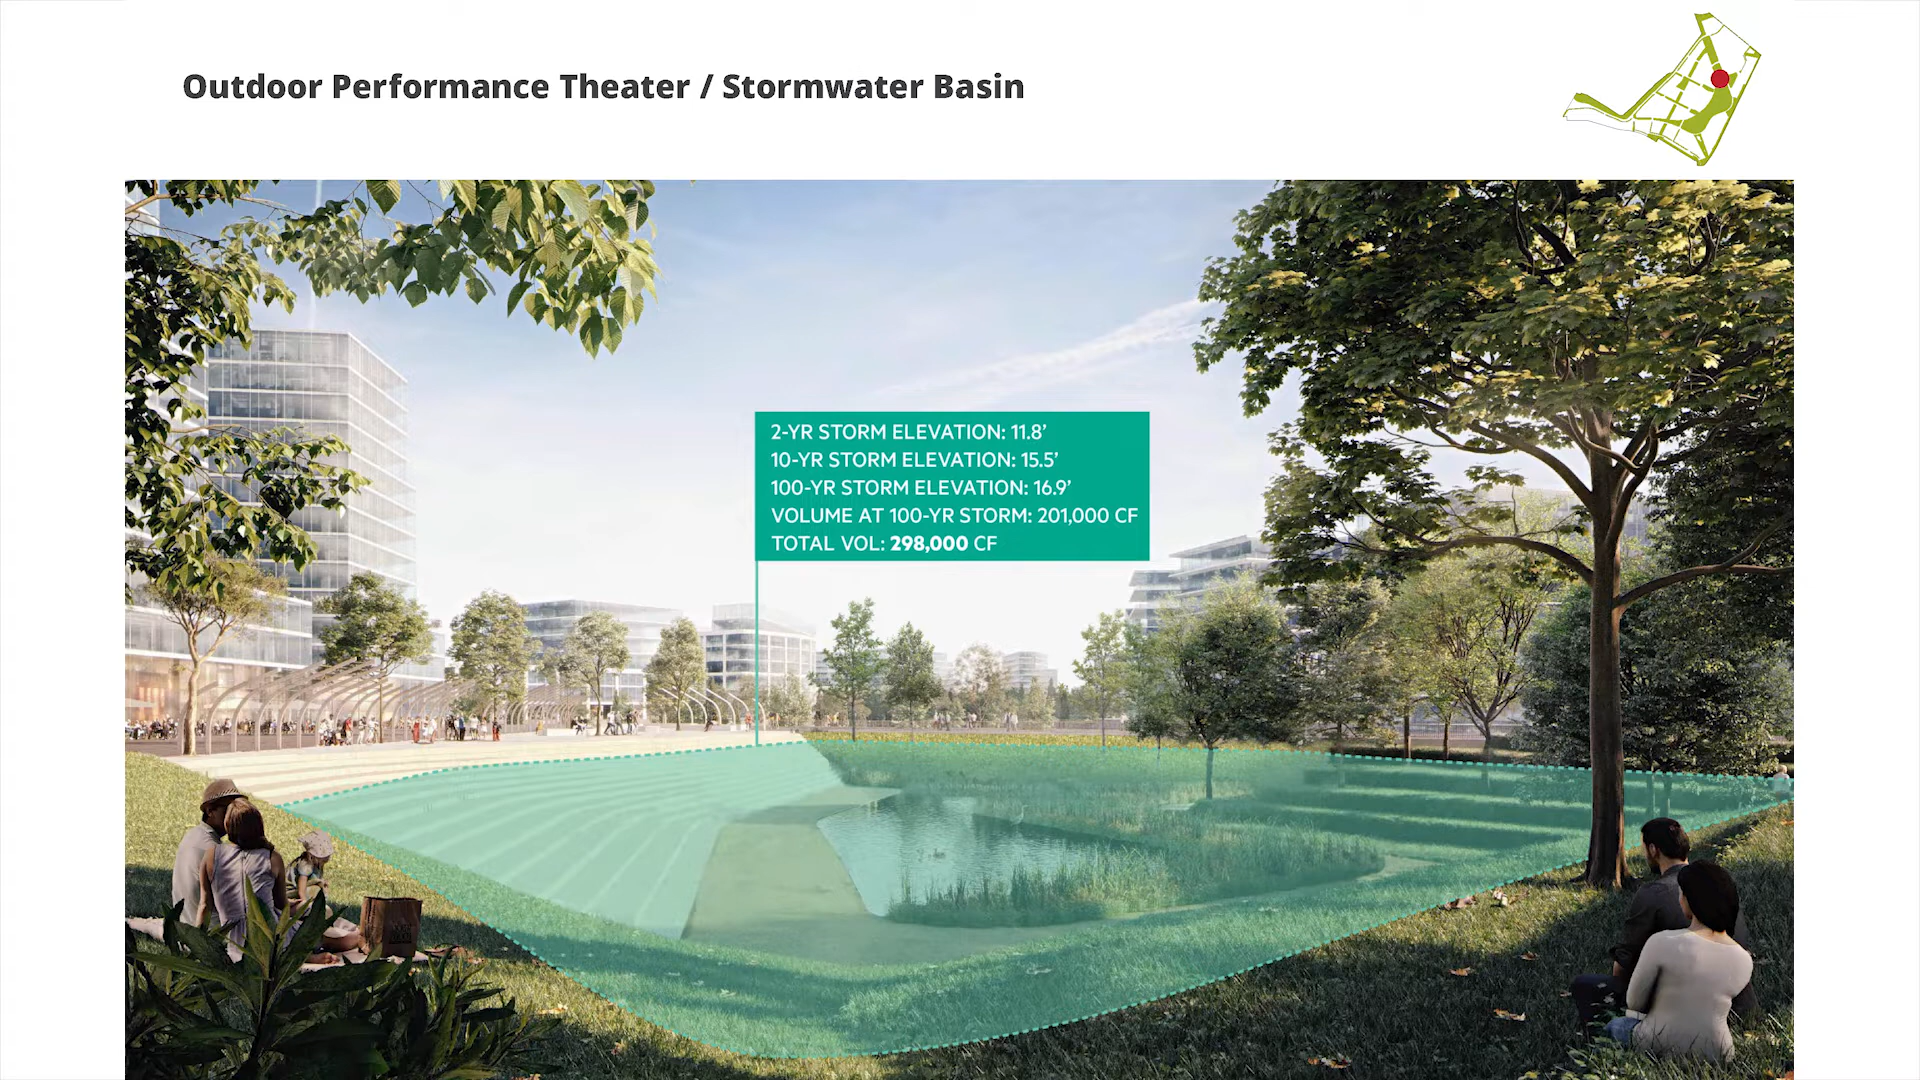 Outdoor Performance Theater / Stormwater Basin
2-YR STORM ELEVATION: 11.8’
10-YR STORM ELEVATION: 15.5’
100-YR STORM ELEVATION: 16.9’
VOLUME AT 100-YR STORM: 201,000 CF
TOTAL VOL: 298,000 CF